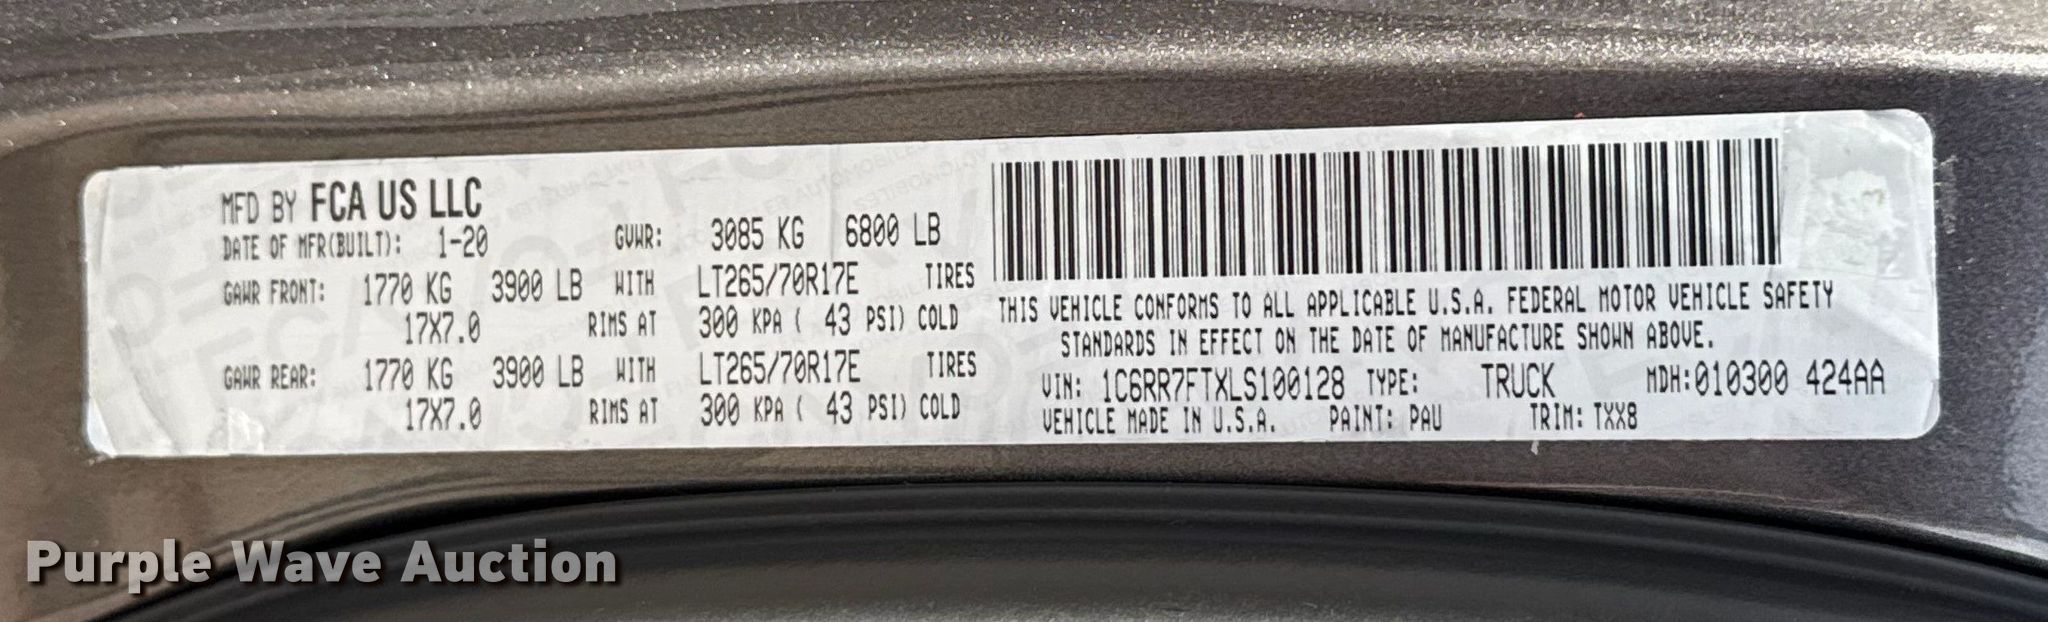 MFD BY FCA US LLC
DATE OF MFR(BUILT): 1-20 GVWR: 3085 KG 6800 LB
GAWR FRONT: 1770 KG 3900 LB WITH LT265/70R17E TIRES
17X7.0 RIMS AT 300 KPA ( 43 PSI) COLD
GAWR REAR: 1770 KG 3900 LB WITH LT265/70R17E TIRES
17X7.0 RIMS AT 300 KPA ( 43 PSI) COLD
THIS VEHICLE CONFORMS TO ALL APPLICABLE U.S.A. FEDERAL MOTOR VEHICLE SAFETY
STANDARDS IN EFFECT ON THE DATE OF MANUFACTURE SHOWN ABOVE.
VIN: 1C6RR7FTXLS100128 TYPE: TRUCK MDH:010300 424AA
VEHICLE MADE IN U.S.A. PAINT: PAU TRIM: TXX8
Purple Wave Auction